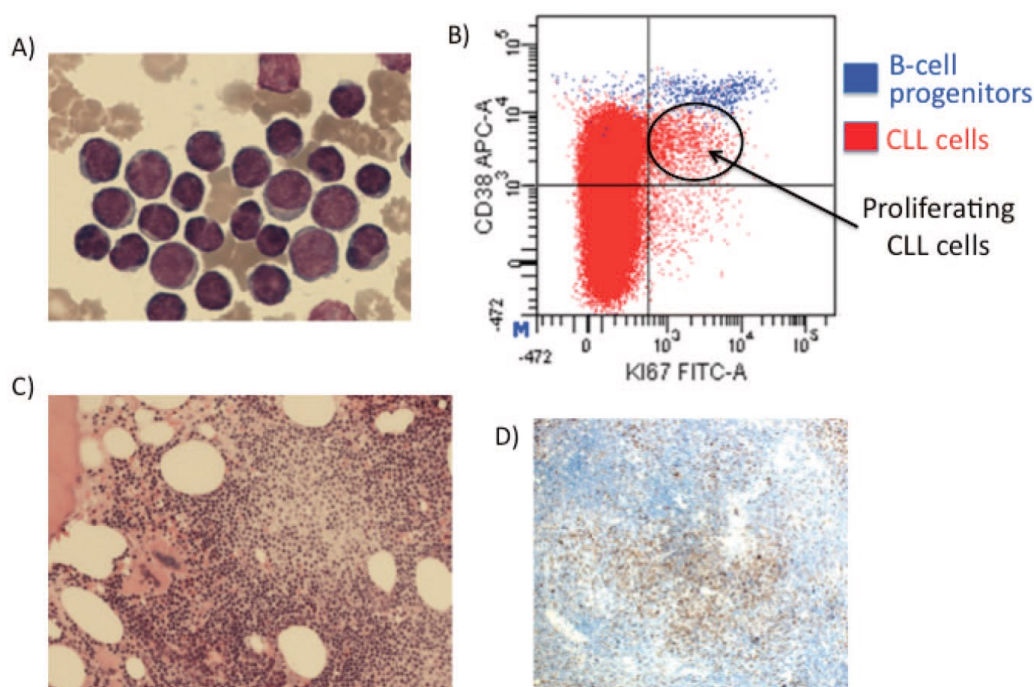 A)
B)
10⁵
10⁴
10³
0
-472
CD38 APC-A
M
-472
0
10³
10⁴
10⁵
KI67 FITC-A
B-cell
progenitors
CLL cells
Proliferating
CLL cells
C)
D)